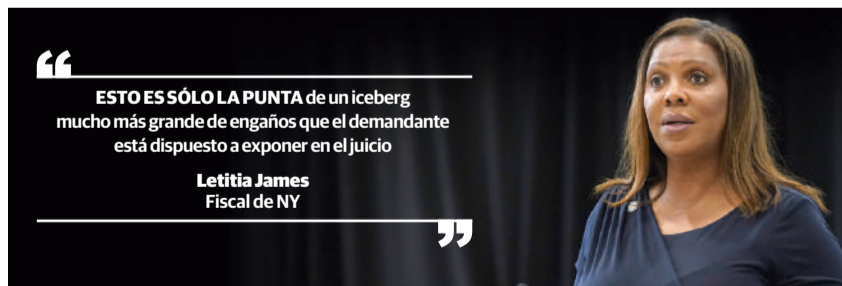 “
ESTO ES SÓLO LA PUNTA de un iceberg
mucho más grande de engaños que el demandante
está dispuesto a exponer en el juicio
Letitia James
Fiscal de NY
”